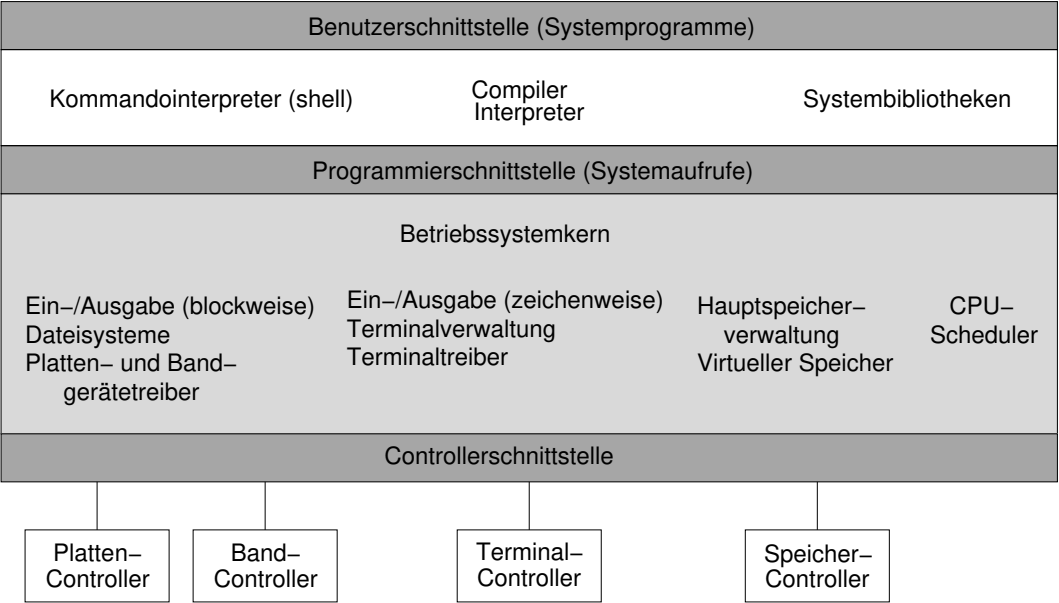 Benutzerschnittstelle (Systemprogramme)
Kommandointerpreter (shell)
Compiler
Interpreter
Systembibliotheken
Programmierschnittstelle (Systemaufrufe)
Betriebssystemkern
Ein−/Ausgabe (blockweise)
Dateisysteme
Platten− und Band−
gerätetreiber
Ein−/Ausgabe (zeichenweise)
Terminalverwaltung
Terminaltreiber
Hauptspeicher−
verwaltung
Virtueller Speicher
CPU−
Scheduler
Controllerschnittstelle
Platten−
Controller
Band−
Controller
Terminal−
Controller
Speicher−
Controller